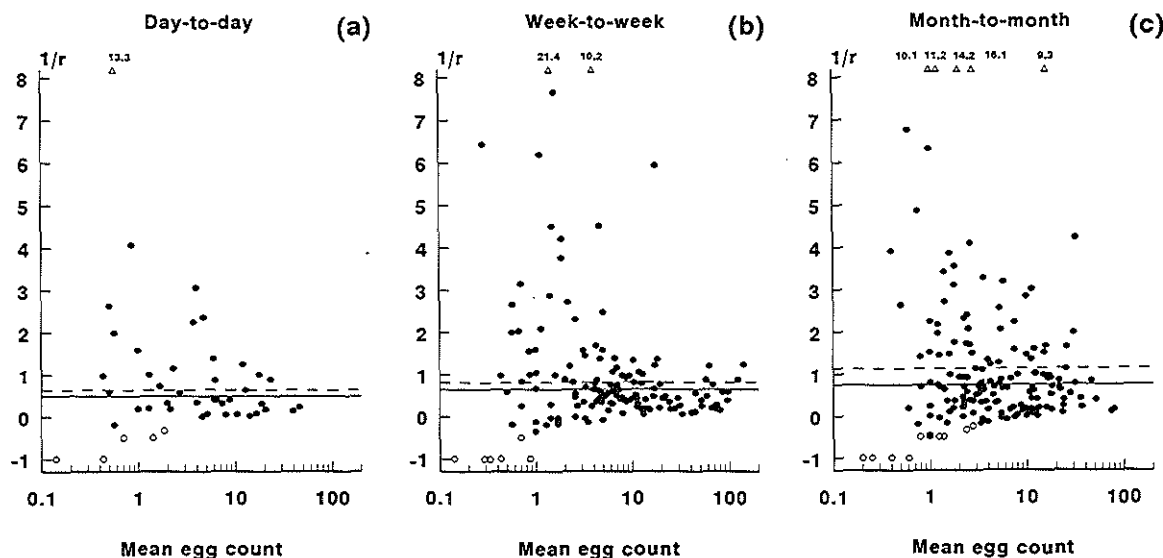 Day-to-day (a)
1/r
13.3
8
7
6
5
4
3
2
1
0
-1
0.1 1 10 100
Mean egg count
Week-to-week (b)
1/r
21.4 10.2
8
7
6
5
4
3
2
1
0
-1
0.1 1 10 100
Mean egg count
Month-to-month (c)
1/r
10.1 11.2 14.2 16.1 9.3
8
7
6
5
4
3
2
1
0
-1
0.1 1 10 100
Mean egg count